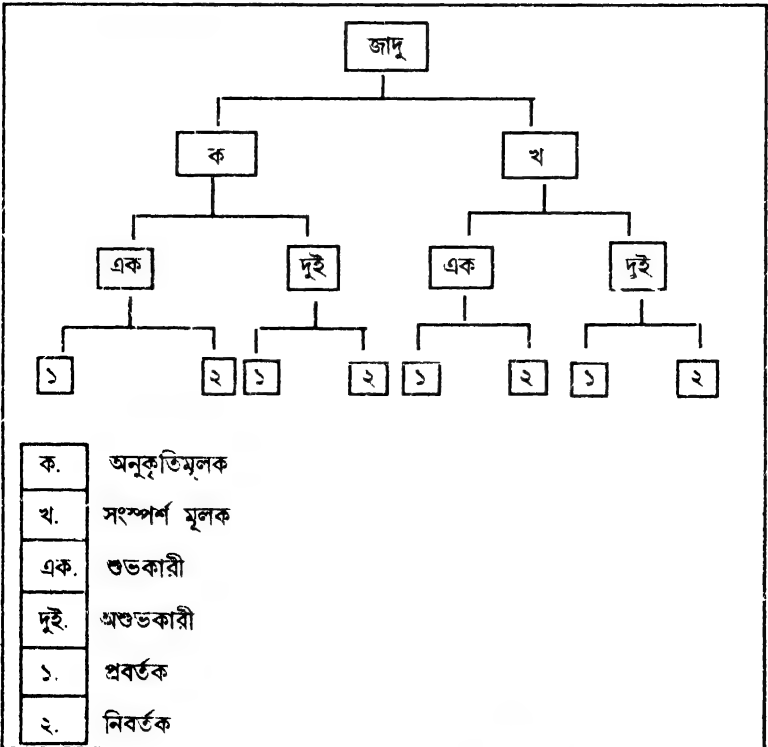 জাদু
ক খ
এক দুই এক দুই
১ ২ ১ ২ ১ ২ ১ ২
ক. অনুকৃতিমূলক
খ. সংস্পর্শ মূলক
এক. শুভকারী
দুই. অশুভকারী
১. প্রবর্তক
২. নিবর্তক